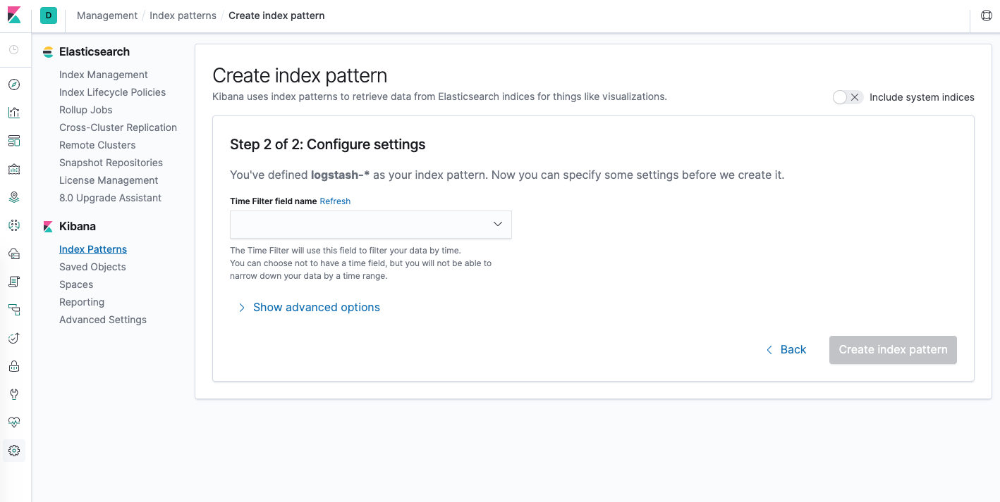 D
Management / Index patterns / Create index pattern
Elasticsearch
Index Management
Index Lifecycle Policies
Rollup Jobs
Cross-Cluster Replication
Remote Clusters
Snapshot Repositories
License Management
8.0 Upgrade Assistant
Kibana
Index Patterns
Saved Objects
Spaces
Reporting
Advanced Settings
Create index pattern
Kibana uses index patterns to retrieve data from Elasticsearch indices for things like visualizations.
Include system indices
Step 2 of 2: Configure settings
You've defined logstash-* as your index pattern. Now you can specify some settings before we create it.
Time Filter field name Refresh
The Time Filter will use this field to filter your data by time.
You can choose not to have a time field, but you will not be able to
narrow down your data by a time range.
Show advanced options
Back
Create index pattern